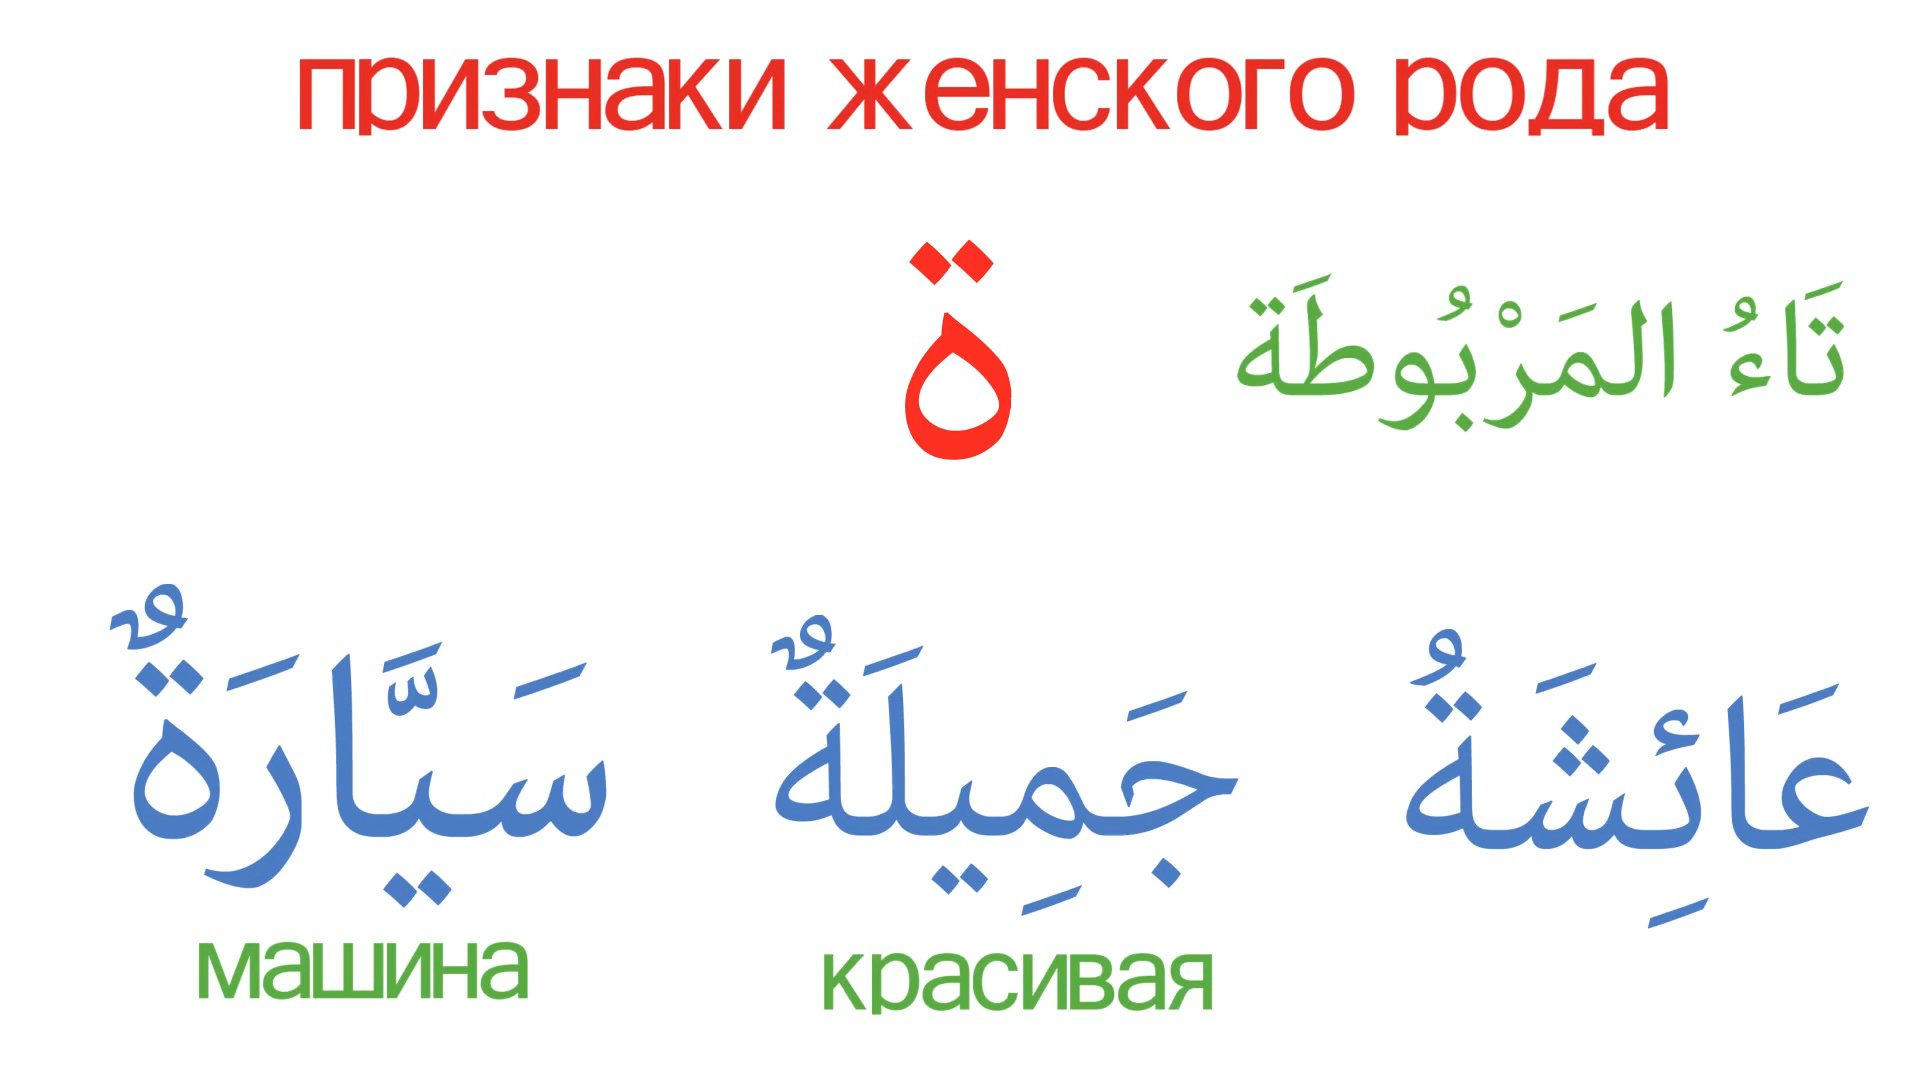 признаки женского рода
ة تَاءُ المَرْبُوطَة
سَيَّارَةٌ جَمِيلَةٌ عَائِشَةُ
машина красивая